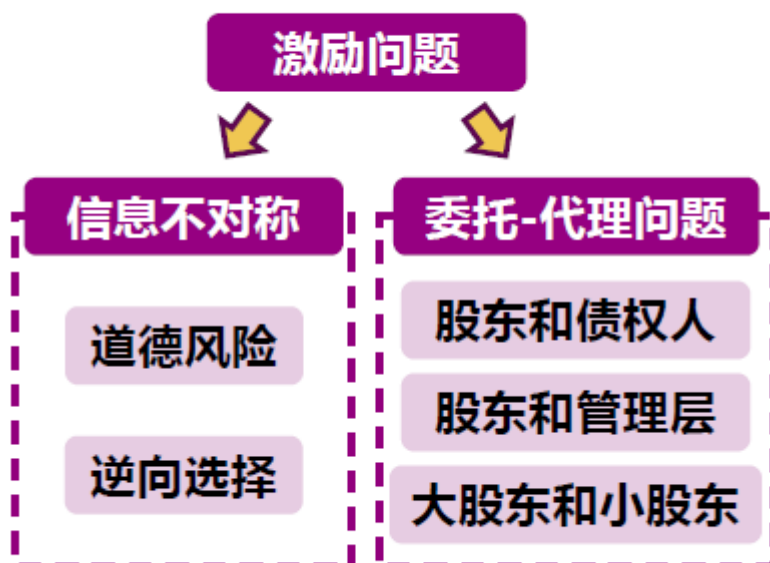 激励问题
信息不对称
道德风险
逆向选择
委托-代理问题
股东和债权人
股东和管理层
大股东和小股东